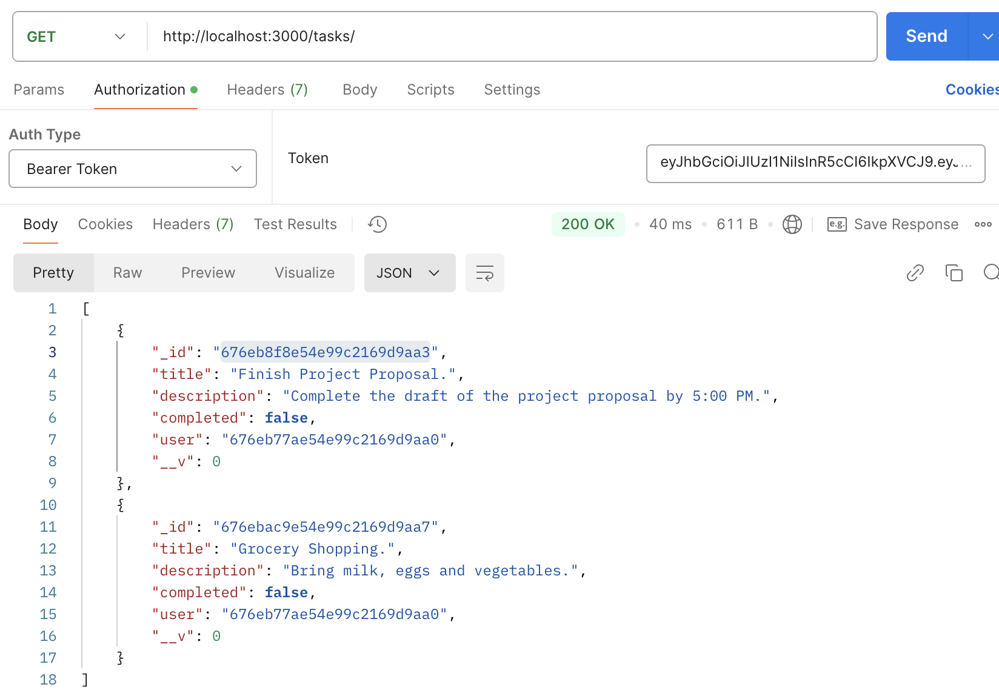 GET http://localhost:3000/tasks/ Send
Params Authorization Headers (7) Body Scripts Settings Cookies
Auth Type
Bearer Token
Token eyJhbGciOiJIUzI1NiIsInR5cCI6IkpXVCJ9.eyJ...
Body Cookies Headers (7) Test Results 200 OK 40 ms 611 B e.g. Save Response
Pretty Raw Preview Visualize JSON
1 [
2 {
3 "_id": "676eb8f8e54e99c2169d9aa3",
4 "title": "Finish Project Proposal.",
5 "description": "Complete the draft of the project proposal by 5:00 PM.",
6 "completed": false,
7 "user": "676eb77ae54e99c2169d9aa0",
8 "__v": 0
9 },
10 {
11 "_id": "676ebac9e54e99c2169d9aa7",
12 "title": "Grocery Shopping.",
13 "description": "Bring milk, eggs and vegetables.",
14 "completed": false,
15 "user": "676eb77ae54e99c2169d9aa0",
16 "__v": 0
17 }
18 ]